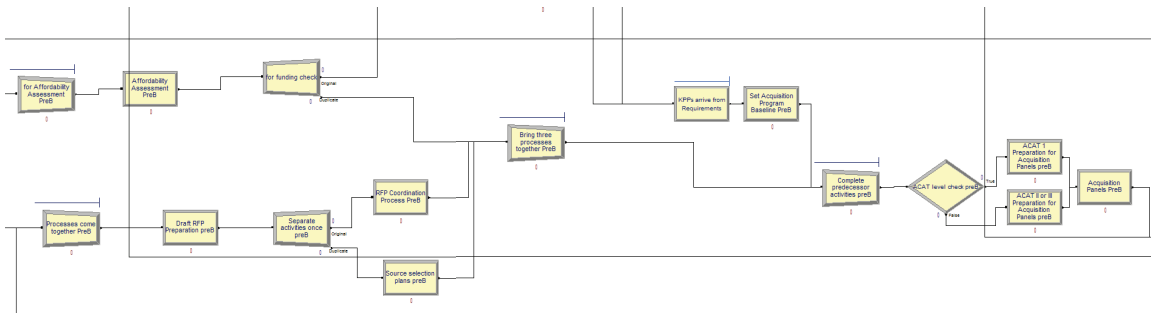 for Affordability
Assessment
PreB
Affordability
Assessment
PreB
for funding check
Original
Duplicate
Bring three
processes
together PreB
KPPs arrive from
Requirements
Set Acquisition
Program
Baseline PreB
Complete
predecessor
activities preB
ACAT level check preB
True
False
ACAT 1
Preparation for
Acquisition
Panels preB
ACAT II or III
Preparation for
Acquisition
Panels preB
Acquisition
Panels PreB
Processes come
together PreB
Draft RFP
Preparation preB
Separate
activities once
preB
Original
Duplicate
RFP Coordination
Process PreB
Source selection
plans preB